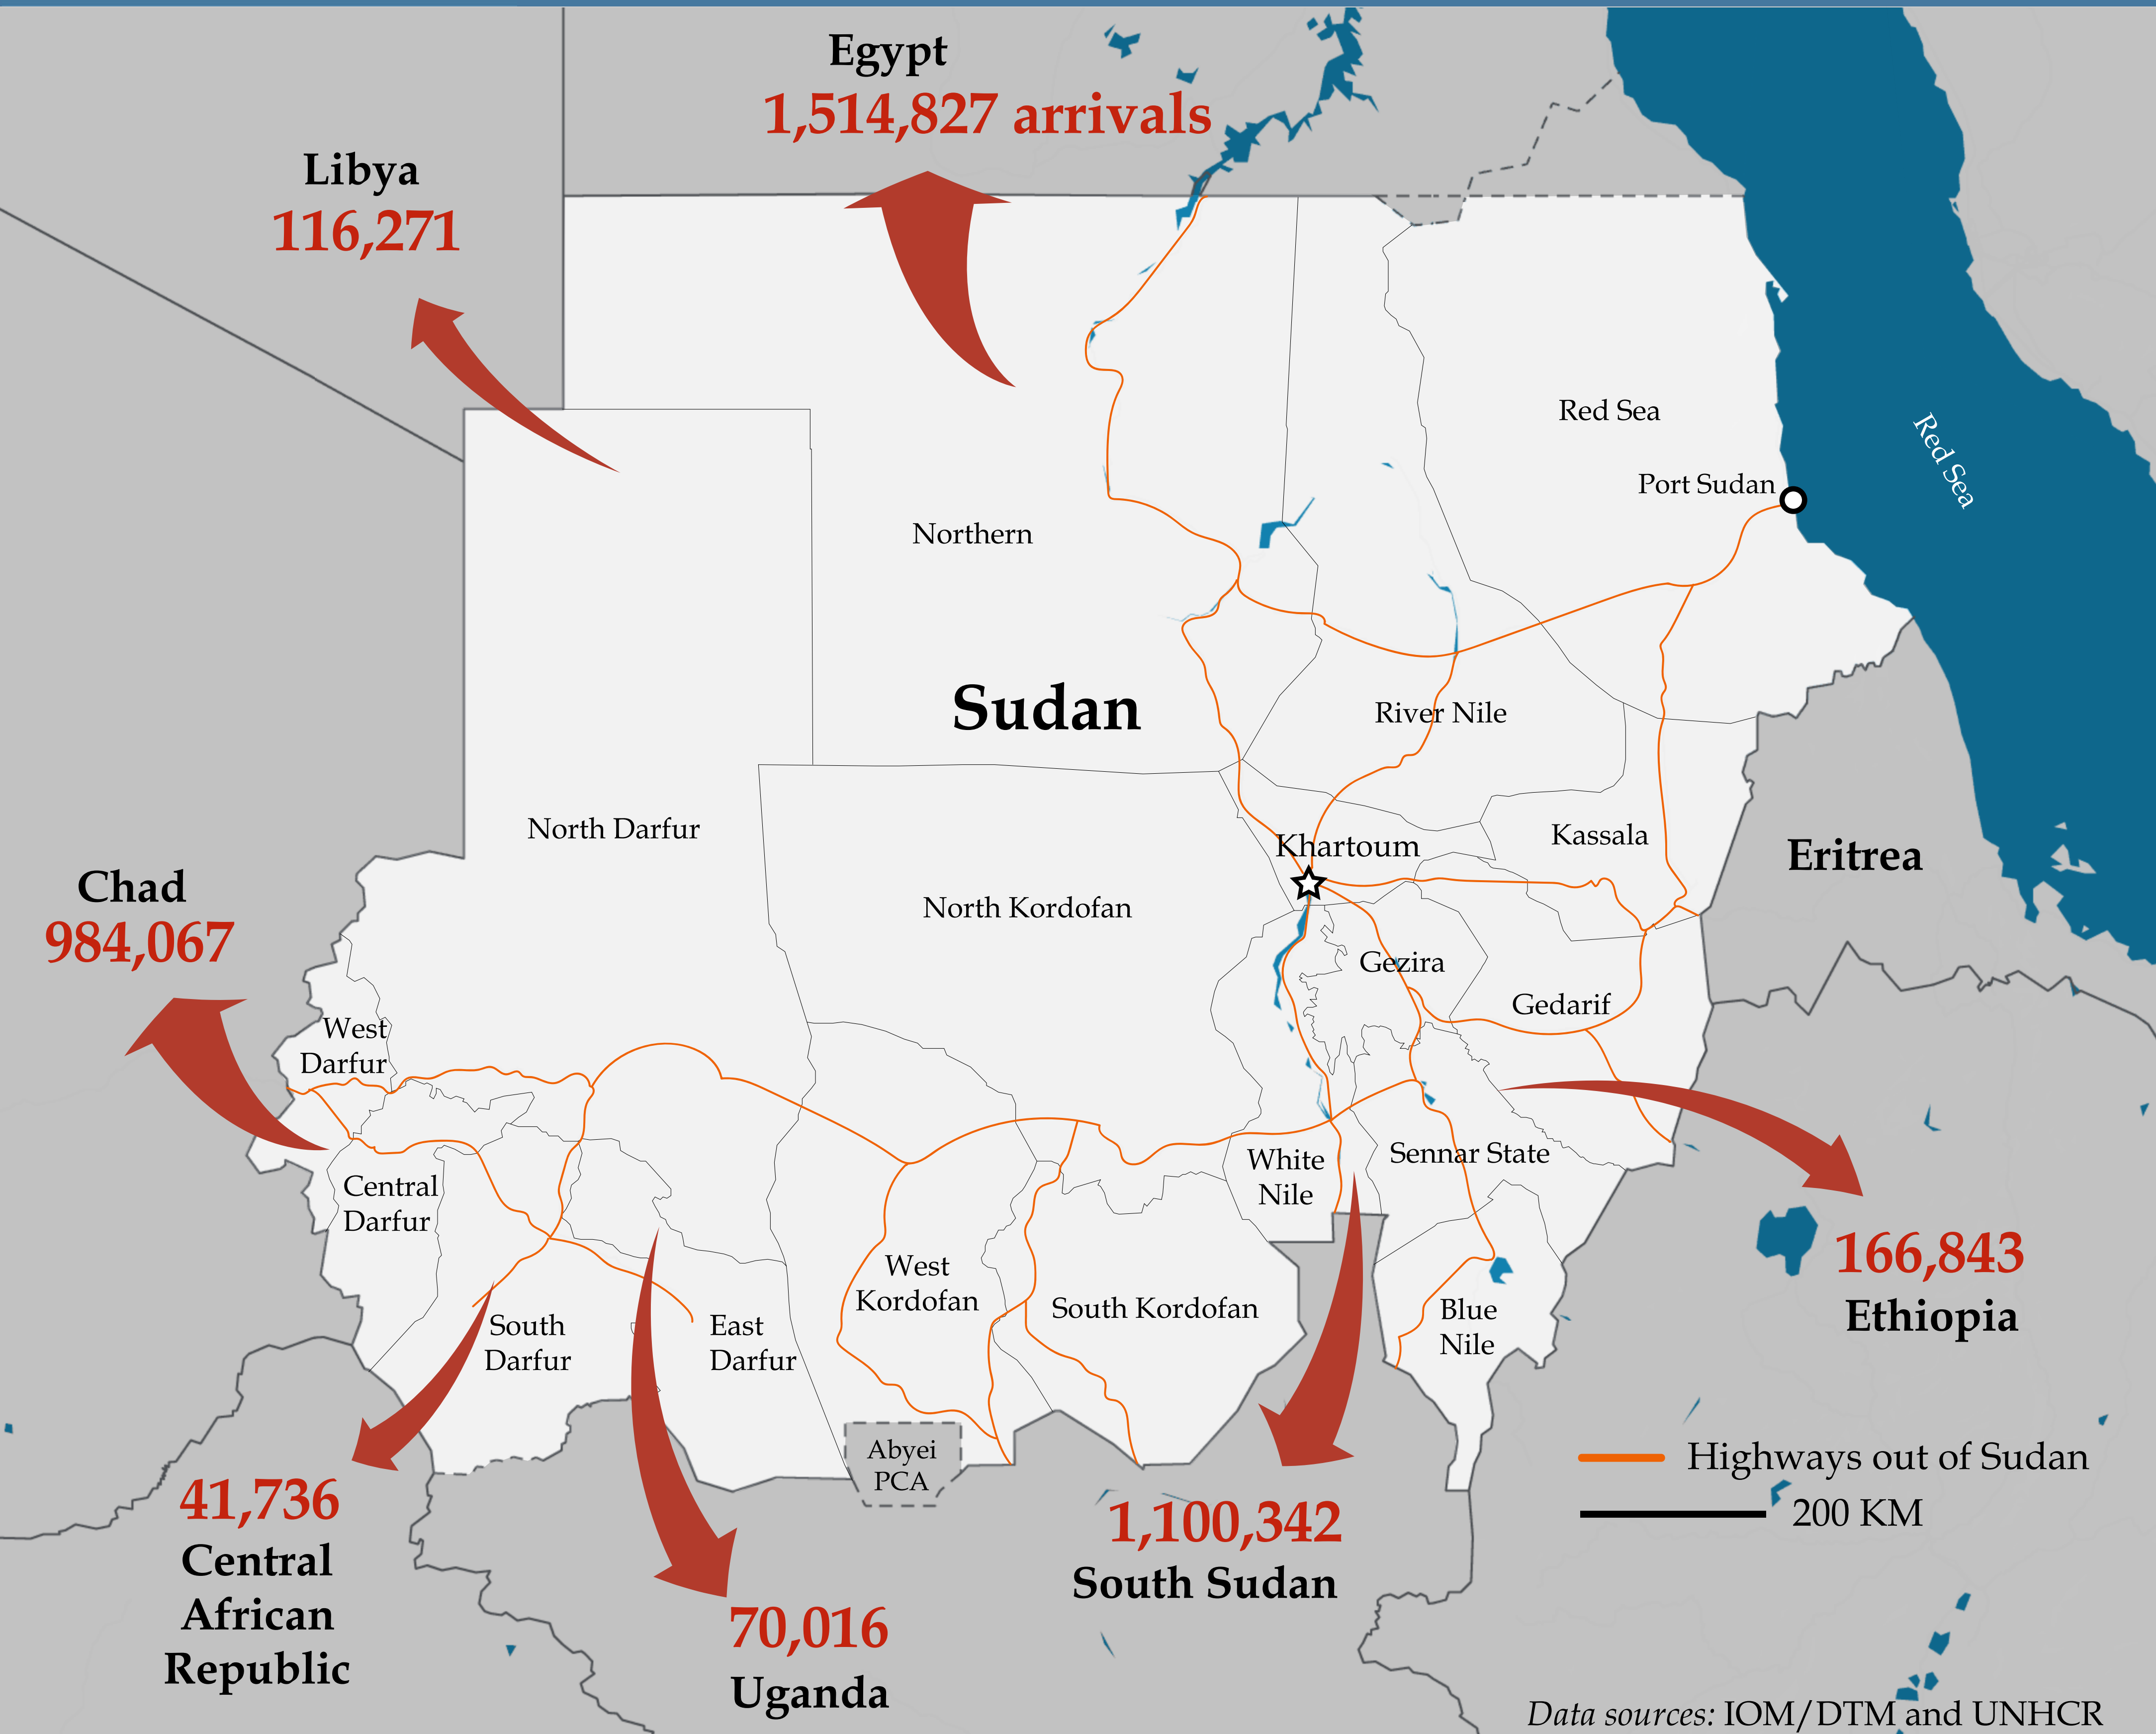 Egypt
1,514,827 arrivals
Libya
116,271
Red Sea
Red Sea
Port Sudan
Northern
Sudan
River Nile
North Darfur
Khartoum
Kassala
Eritrea
Chad
984,067
North Kordofan
Gezira
Gedarif
West
Darfur
Sennar State
White
Nile
Central
Darfur
166,843
Ethiopia
West
Kordofan
South Kordofan
Blue
Nile
South
Darfur
East
Darfur
Abyei
PCA
Highways out of Sudan
200 KM
41,736
Central
African
Republic
1,100,342
South Sudan
70,016
Uganda
Data sources: IOM/DTM and UNHCR